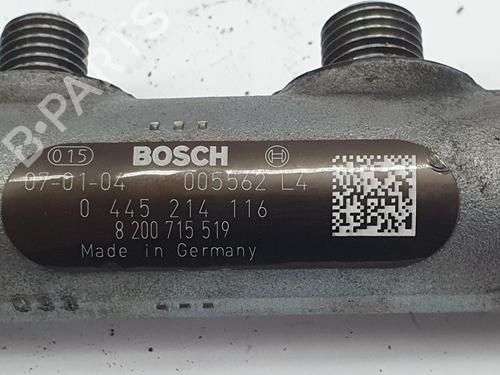 015 BOSCH
07-01-04 005562 L4
0 445 214 116
8 200 715 519
Made in Germany
B-PARTS